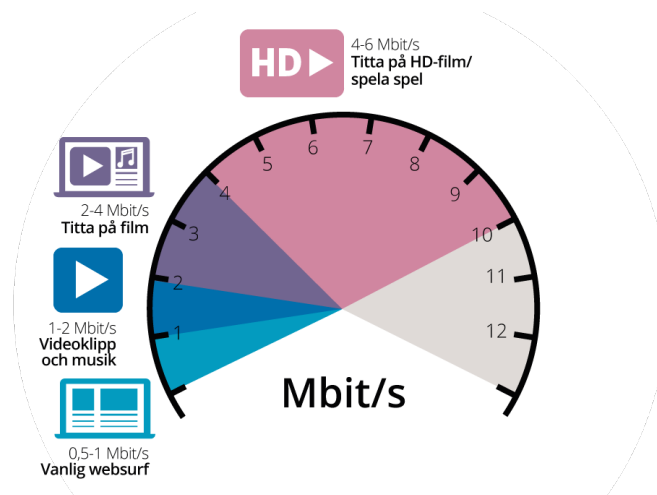 HD
4-6 Mbit/s
Titta på HD-film/
spela spel
2-4 Mbit/s
Titta på film
1-2 Mbit/s
Videoklipp
och musik
0,5-1 Mbit/s
Vanlig websurf
1
2
3
4
5
6
7
8
9
10
11
12
Mbit/s